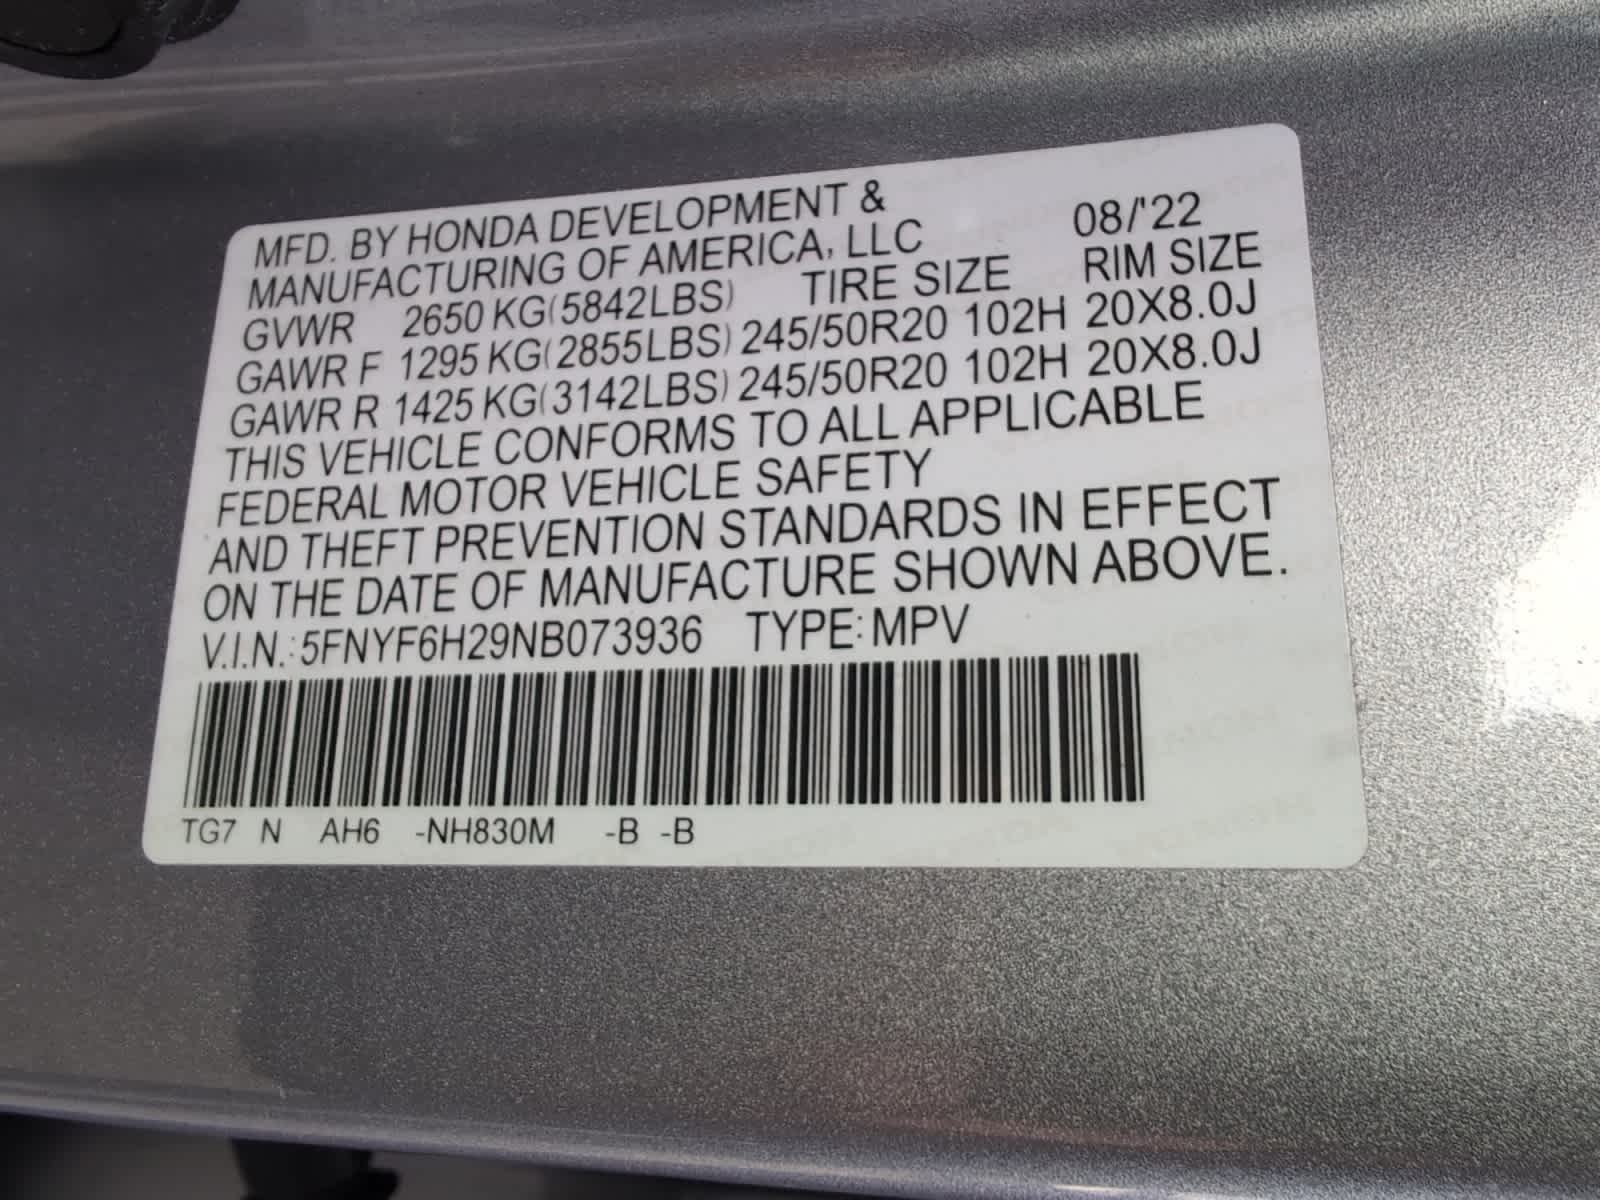 MFD. BY HONDA DEVELOPMENT &
MANUFACTURING OF AMERICA, LLC 08/'22
GVWR 2650 KG(5842LBS) TIRE SIZE RIM SIZE
GAWR F 1295 KG(2855LBS) 245/50R20 102H 20X8.0J
GAWR R 1425 KG(3142LBS) 245/50R20 102H 20X8.0J
THIS VEHICLE CONFORMS TO ALL APPLICABLE
FEDERAL MOTOR VEHICLE SAFETY
AND THEFT PREVENTION STANDARDS IN EFFECT
ON THE DATE OF MANUFACTURE SHOWN ABOVE.
V.I.N.: 5FNYF6H29NB073936 TYPE: MPV
TG7 N AH6 -NH830M -B -B